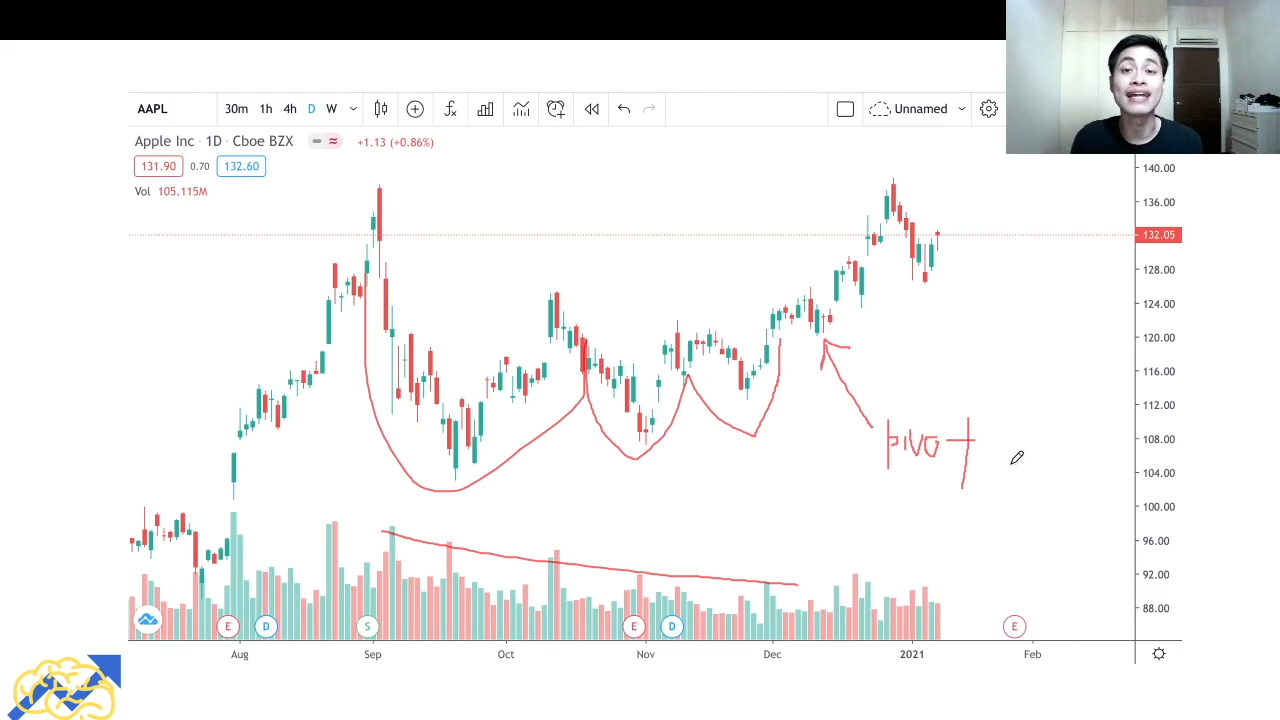 AAPL 30m 1h 4h D W fx Unnamed
Apple Inc · 1D · Cboe BZX +1.13 (+0.86%)
131.90 0.70 132.60
Vol 105.115M
140.00
136.00
132.05
128.00
124.00
120.00
116.00
112.00
108.00
104.00
100.00
96.00
92.00
88.00
pivot
E D S E D E
Aug Sep Oct Nov Dec 2021 Feb